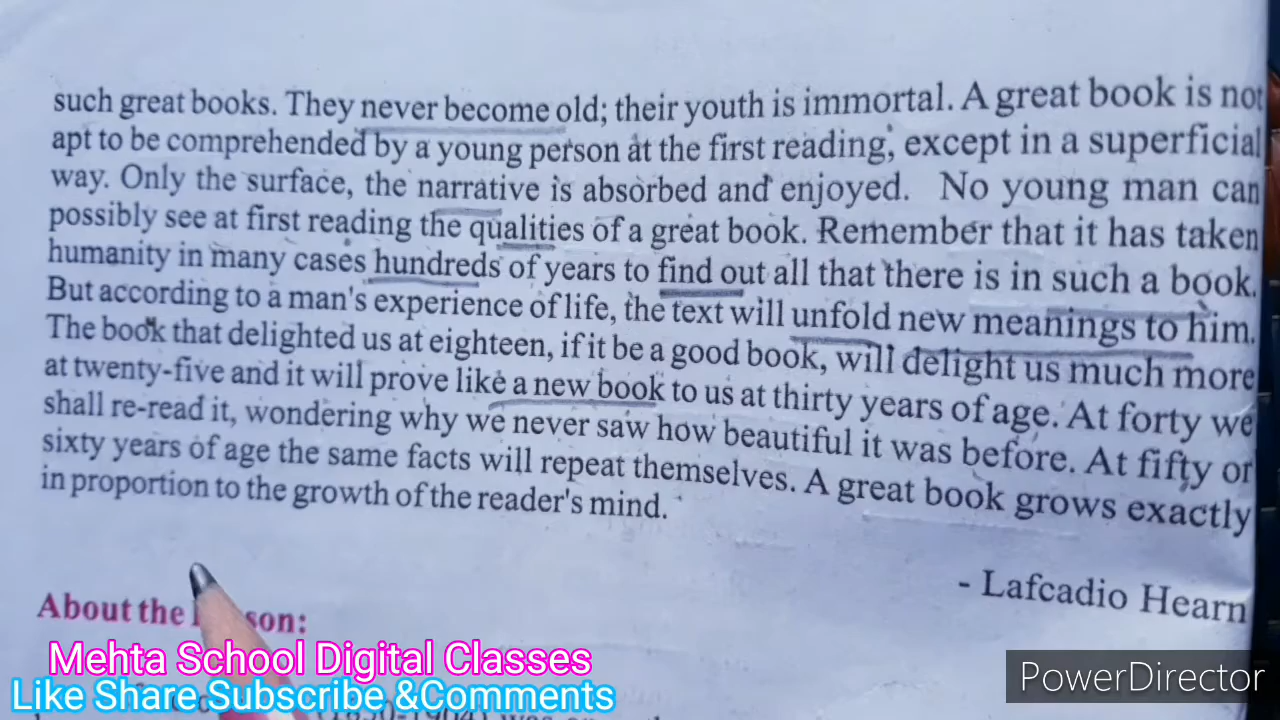 such great books. They never become old; their youth is immortal. A great book is not
apt to be comprehended by a young person at the first reading, except in a superficial
way. Only the surface, the narrative is absorbed and enjoyed. No young man can
possibly see at first reading the qualities of a great book. Remember that it has taken
humanity in many cases hundreds of years to find out all that there is in such a book.
But according to a man's experience of life, the text will unfold new meanings to him.
The book that delighted us at eighteen, if it be a good book, will delight us much more
at twenty-five and it will prove like a new book to us at thirty years of age. At forty we
shall re-read it, wondering why we never saw how beautiful it was before. At fifty or
sixty years of age the same facts will repeat themselves. A great book grows exactly
in proportion to the growth of the reader's mind.
- Lafcadio Hearn
About the
Mehta School Digital Classes
Like Share Subscribe &Comments
PowerDirector